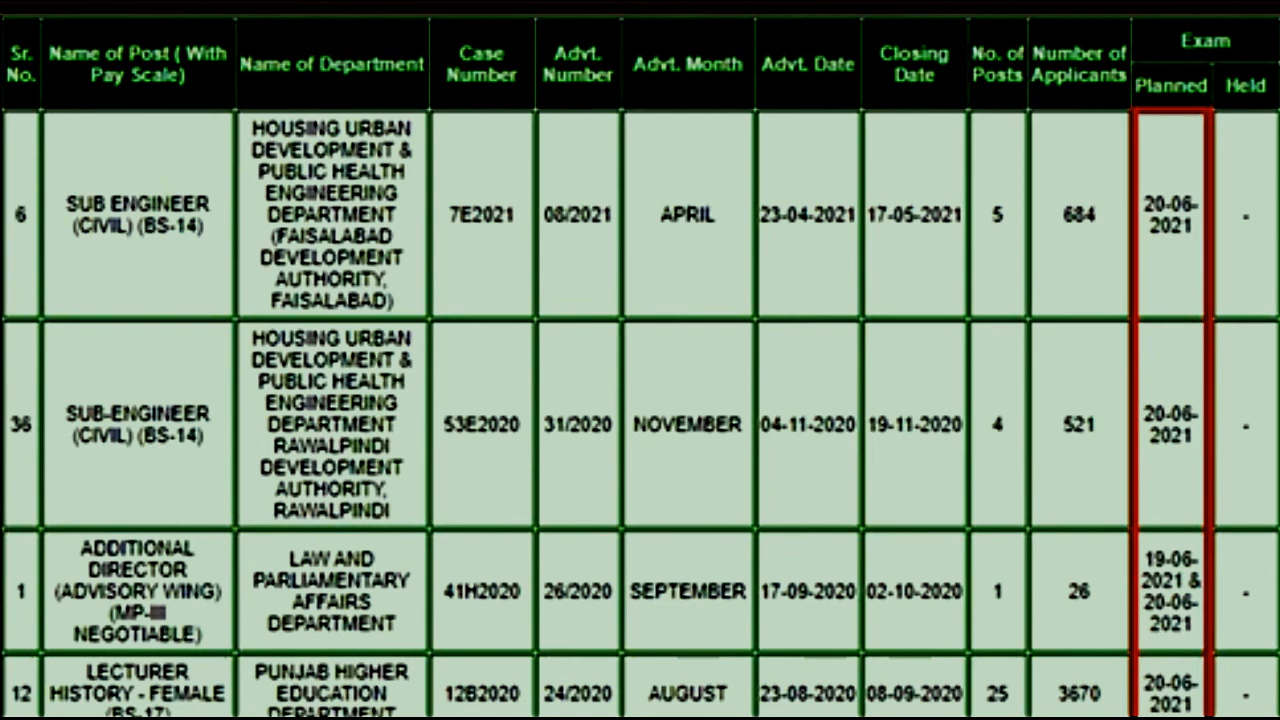 Sr. No.
Name of Post ( With Pay Scale)
Name of Department
Case Number
Advt. Number
Advt. Month
Advt. Date
Closing Date
No. of Posts
Number of Applicants
Exam
Planned
Held
6
SUB ENGINEER
(CIVIL) (BS-14)
HOUSING URBAN
DEVELOPMENT &
PUBLIC HEALTH
ENGINEERING
DEPARTMENT
(FAISALABAD
DEVELOPMENT
AUTHORITY,
FAISALABAD)
7E2021
08/2021
APRIL
23-04-2021
17-05-2021
5
684
20-06-
2021
-
36
SUB-ENGINEER
(CIVIL) (BS-14)
HOUSING URBAN
DEVELOPMENT &
PUBLIC HEALTH
ENGINEERING
DEPARTMENT
RAWALPINDI
DEVELOPMENT
AUTHORITY,
RAWALPINDI
53E2020
31/2020
NOVEMBER
04-11-2020
19-11-2020
4
521
20-06-
2021
-
1
ADDITIONAL
DIRECTOR
(ADVISORY WING)
(MP-III
NEGOTIABLE)
LAW AND
PARLIAMENTARY
AFFAIRS
DEPARTMENT
41H2020
26/2020
SEPTEMBER
17-09-2020
02-10-2020
1
26
19-06-
2021 &
20-06-
2021
-
12
LECTURER
HISTORY - FEMALE
(BS-17)
PUNJAB HIGHER
EDUCATION
DEPARTMENT
12B2020
24/2020
AUGUST
23-08-2020
08-09-2020
25
3670
20-06-
2021
-